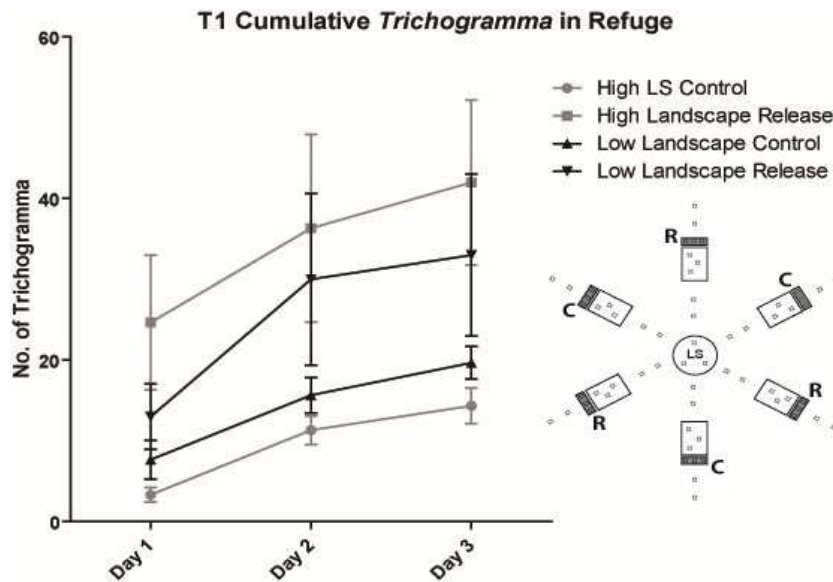 T1 Cumulative Trichogramma in Refuge
60
40
20
0
No. of Trichogramma
Day 1
Day 2
Day 3
High LS Control
High Landscape Release
Low Landscape Control
Low Landscape Release
R
C
C
LS
R
R
C